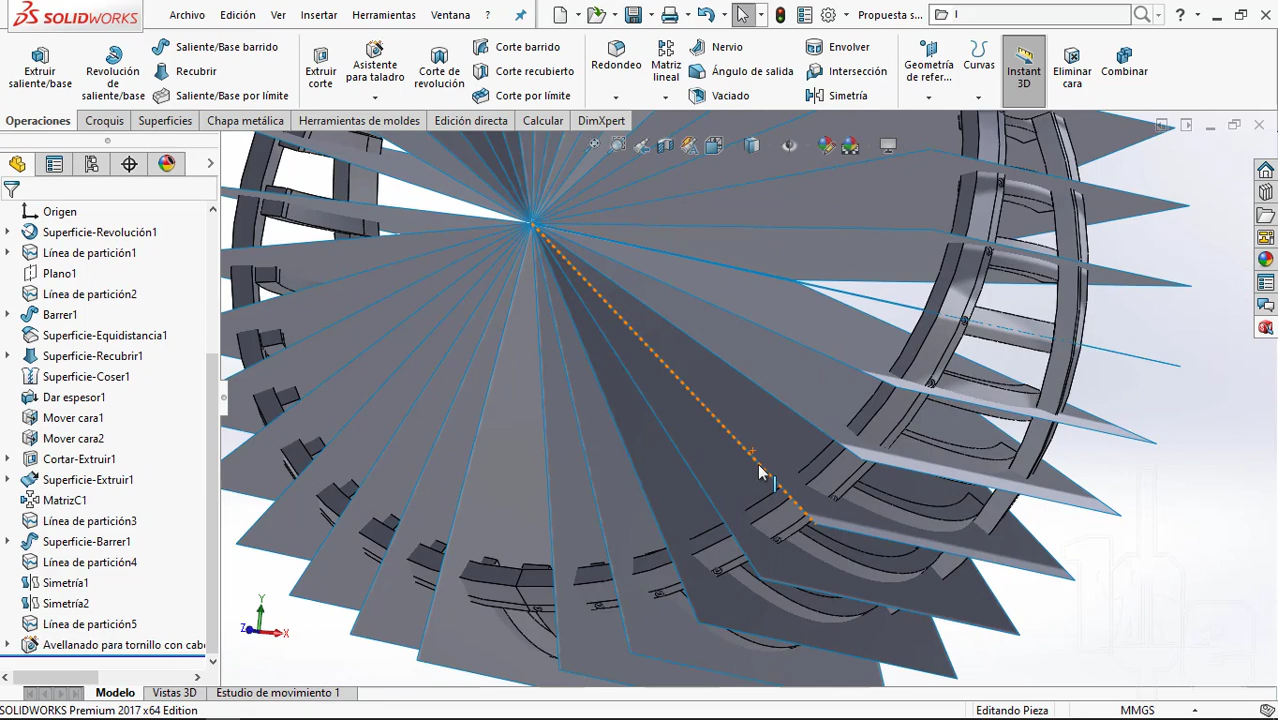 SOLIDWORKS
Archivo Edición Ver Insertar Herramientas Ventana ? Propuesta s... I
Extruir saliente/base
Revolución de saliente/base
Saliente/Base barrido
Recubrir
Saliente/Base por límite
Extruir corte
Asistente para taladro
Corte de revolución
Corte barrido
Corte recubierto
Corte por límite
Redondeo
Matriz lineal
Nervio
Ángulo de salida
Vaciado
Envolver
Intersección
Simetría
Geometría de refer...
Curvas
Instant 3D
Eliminar cara
Combinar
Operaciones Croquis Superficies Chapa metálica Herramientas de moldes Edición directa Calcular DimXpert
Origen
Superficie-Revolución1
Línea de partición1
Plano1
Línea de partición2
Barrer1
Superficie-Equidistancia1
Superficie-Recubrir1
Superficie-Coser1
Dar espesor1
Mover cara1
Mover cara2
Cortar-Extruir1
Superficie-Extruir1
MatrizC1
Línea de partición3
Superficie-Barrer1
Línea de partición4
Simetría1
Simetría2
Línea de partición5
Avellanado para tornillo con cabe
Y
Z X
Modelo Vistas 3D Estudio de movimiento 1
SOLIDWORKS Premium 2017 x64 Edition Editando Pieza MMGS